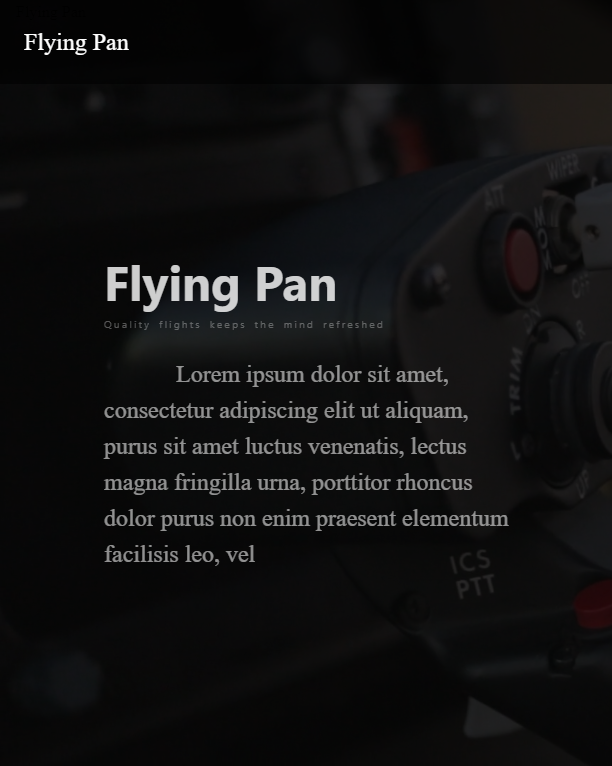 Flying Pan
WIPER
ATT
Flying Pan
Quality flights keeps the mind refreshed
Lorem ipsum dolor sit amet,
consectetur adipiscing elit ut aliquam,
purus sit amet luctus venenatis, lectus
magna fringilla urna, porttitor rhoncus
dolor purus non enim praesent elementum
facilisis leo, vel
TRIM
UP
ICS
PTT